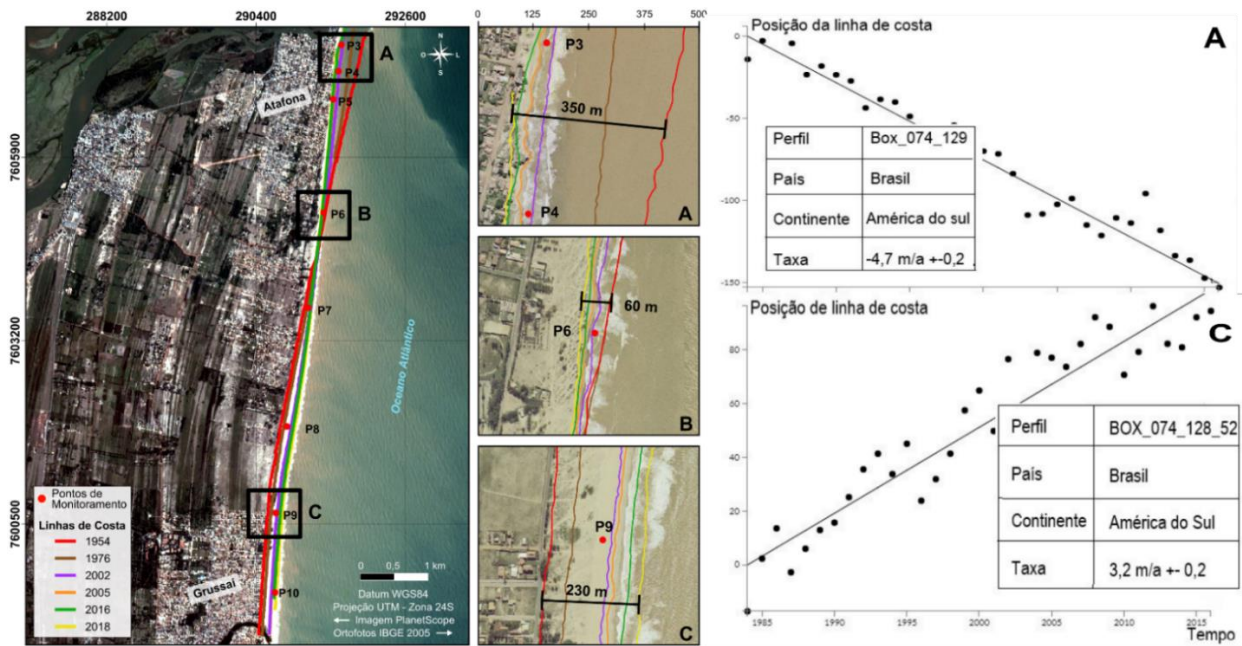 288200
290400
292600
7605900
7603200
7600500
P3
A
P4
P5
Atafona
P6
B
P7
Oceano Atlântico
P8
P9
C
P10
Grussaí
N
S
O
L
Pontos de
Monitoramento
Linhas de Costa
1954
1976
2002
2005
2016
2018
0
0,5
1 km
Datum WGS84
Projeção UTM - Zona 24S
Imagem PlanetScope
Ortofotos IBGE 2005
0
125
250
375
500
P3
350 m
P4
A
60 m
P6
B
P9
230 m
C
Posição da linha de costa
A
0
-50
-100
-150
Perfil Box_074_129
País Brasil
Continente América do sul
Taxa -4,7 m/a +-0,2
Posição de linha de costa
C
80
60
40
20
0
Perfil BOX_074_128_52
País Brasil
Continente América do Sul
Taxa 3,2 m/a +- 0,2
1985
1990
1995
2000
2005
2010
2015
Tempo